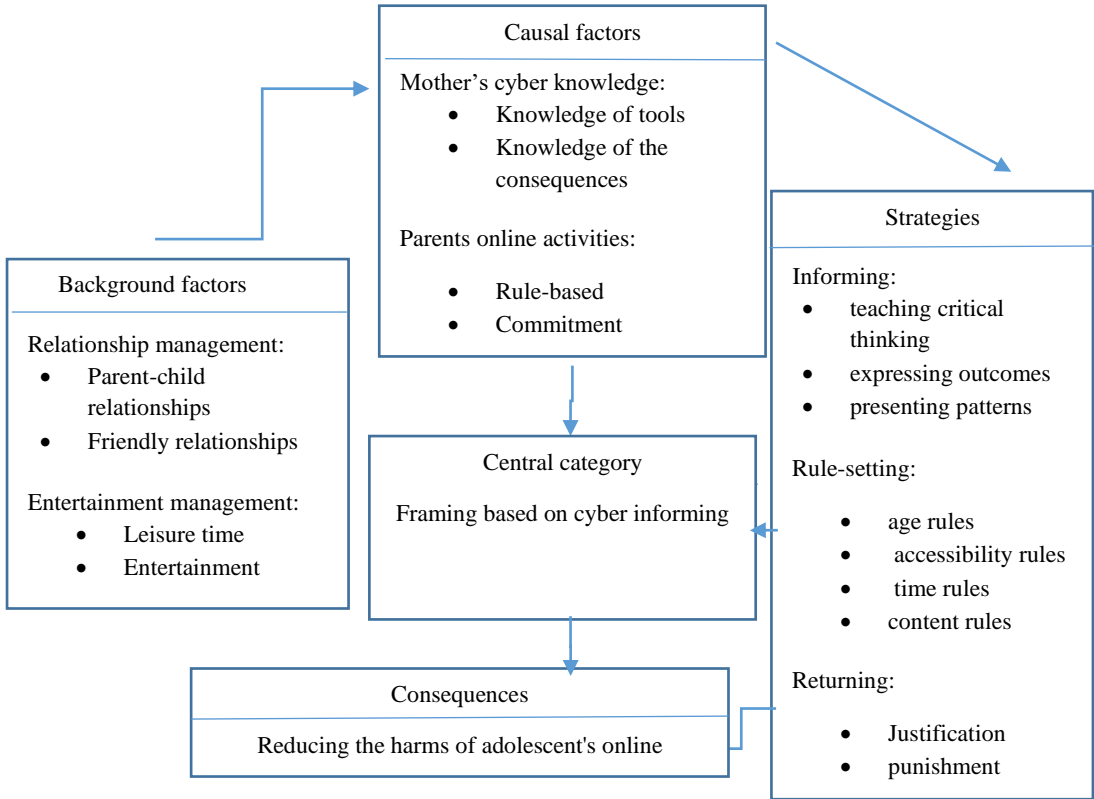 Causal factors
Mother’s cyber knowledge:
• Knowledge of tools
• Knowledge of the
consequences
Parents online activities:
• Rule-based
• Commitment
Background factors
Relationship management:
• Parent-child
relationships
• Friendly relationships
Entertainment management:
• Leisure time
• Entertainment
Central category
Framing based on cyber informing
Strategies
Informing:
• teaching critical
thinking
• expressing outcomes
• presenting patterns
Rule-setting:
• age rules
• accessibility rules
• time rules
• content rules
Returning:
• Justification
• punishment
Consequences
Reducing the harms of adolescent's online